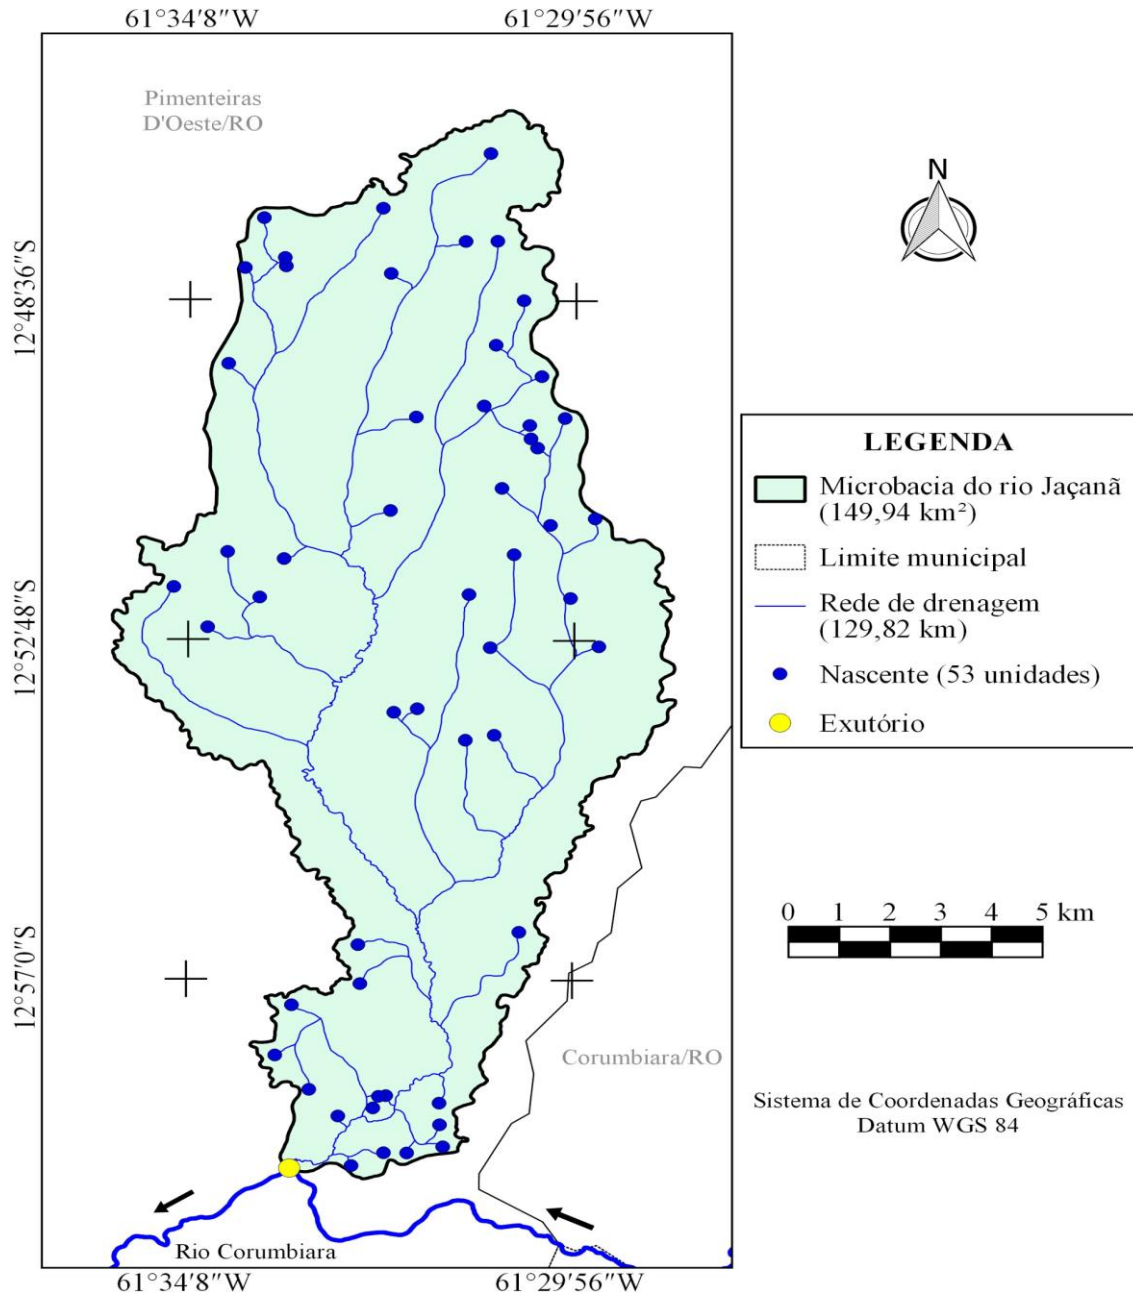 61°34'8"W
61°29'56"W
Pimenteiras
D'Oeste/RO
N
12°48'36"S
LEGENDA
Microbacia do rio Jaçanã
(149,94 km²)
Limite municipal
Rede de drenagem
(129,82 km)
Nascente (53 unidades)
Exutório
12°52'48"S
0 1 2 3 4 5 km
12°57'0"S
Corumbiara/RO
Sistema de Coordenadas Geográficas
Datum WGS 84
Rio Corumbiara
61°34'8"W
61°29'56"W